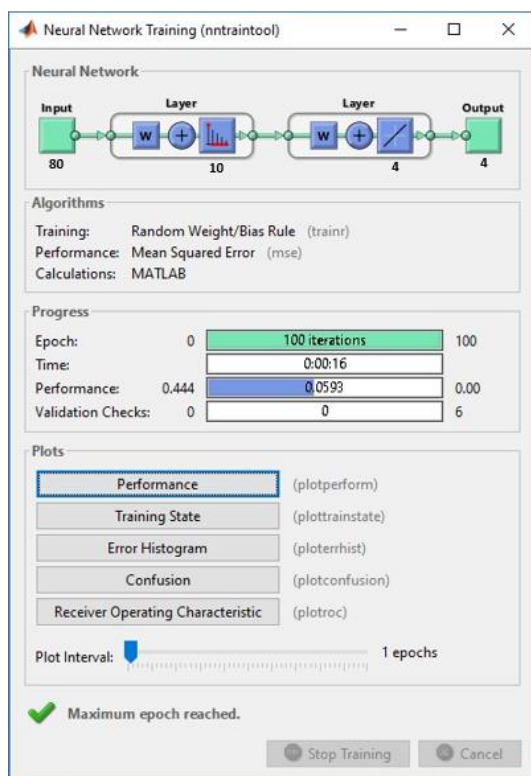 Neural Network Training (nntraintool)
Neural Network
Input Layer Layer Output
W W
80 10 4 4
Algorithms
Training: Random Weight/Bias Rule (trainr)
Performance: Mean Squared Error (mse)
Calculations: MATLAB
Progress
Epoch: 0 100 iterations 100
Time: 0:00:16
Performance: 0.444 0.0593 0.00
Validation Checks: 0 0 6
Plots
Performance (plotperform)
Training State (plottrainstate)
Error Histogram (ploterrhist)
Confusion (plotconfusion)
Receiver Operating Characteristic (plotroc)
Plot Interval: 1 epochs
Maximum epoch reached.
Stop Training Cancel